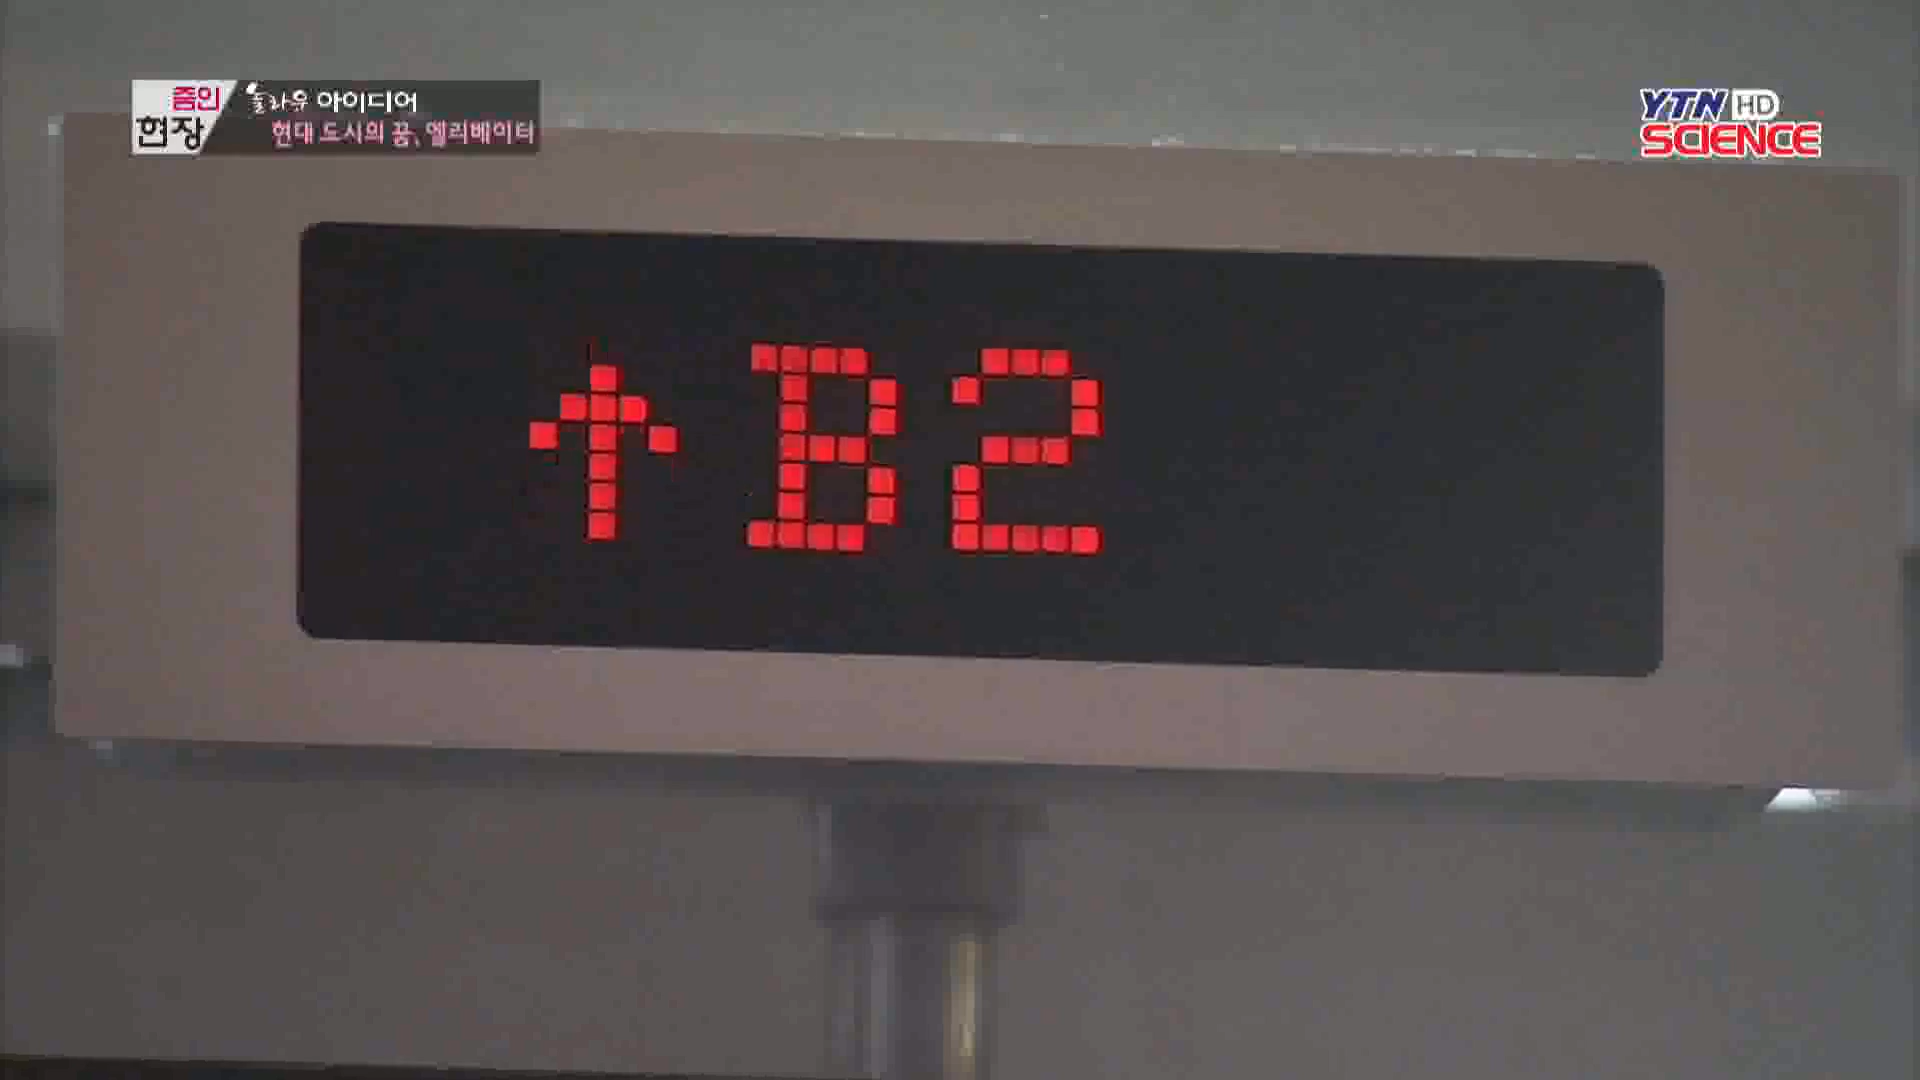 줌인
현장
놀라운 아이디어
현대 도시의 꿈, 엘리베이터
YTN HD
SCIENCE
↑B2